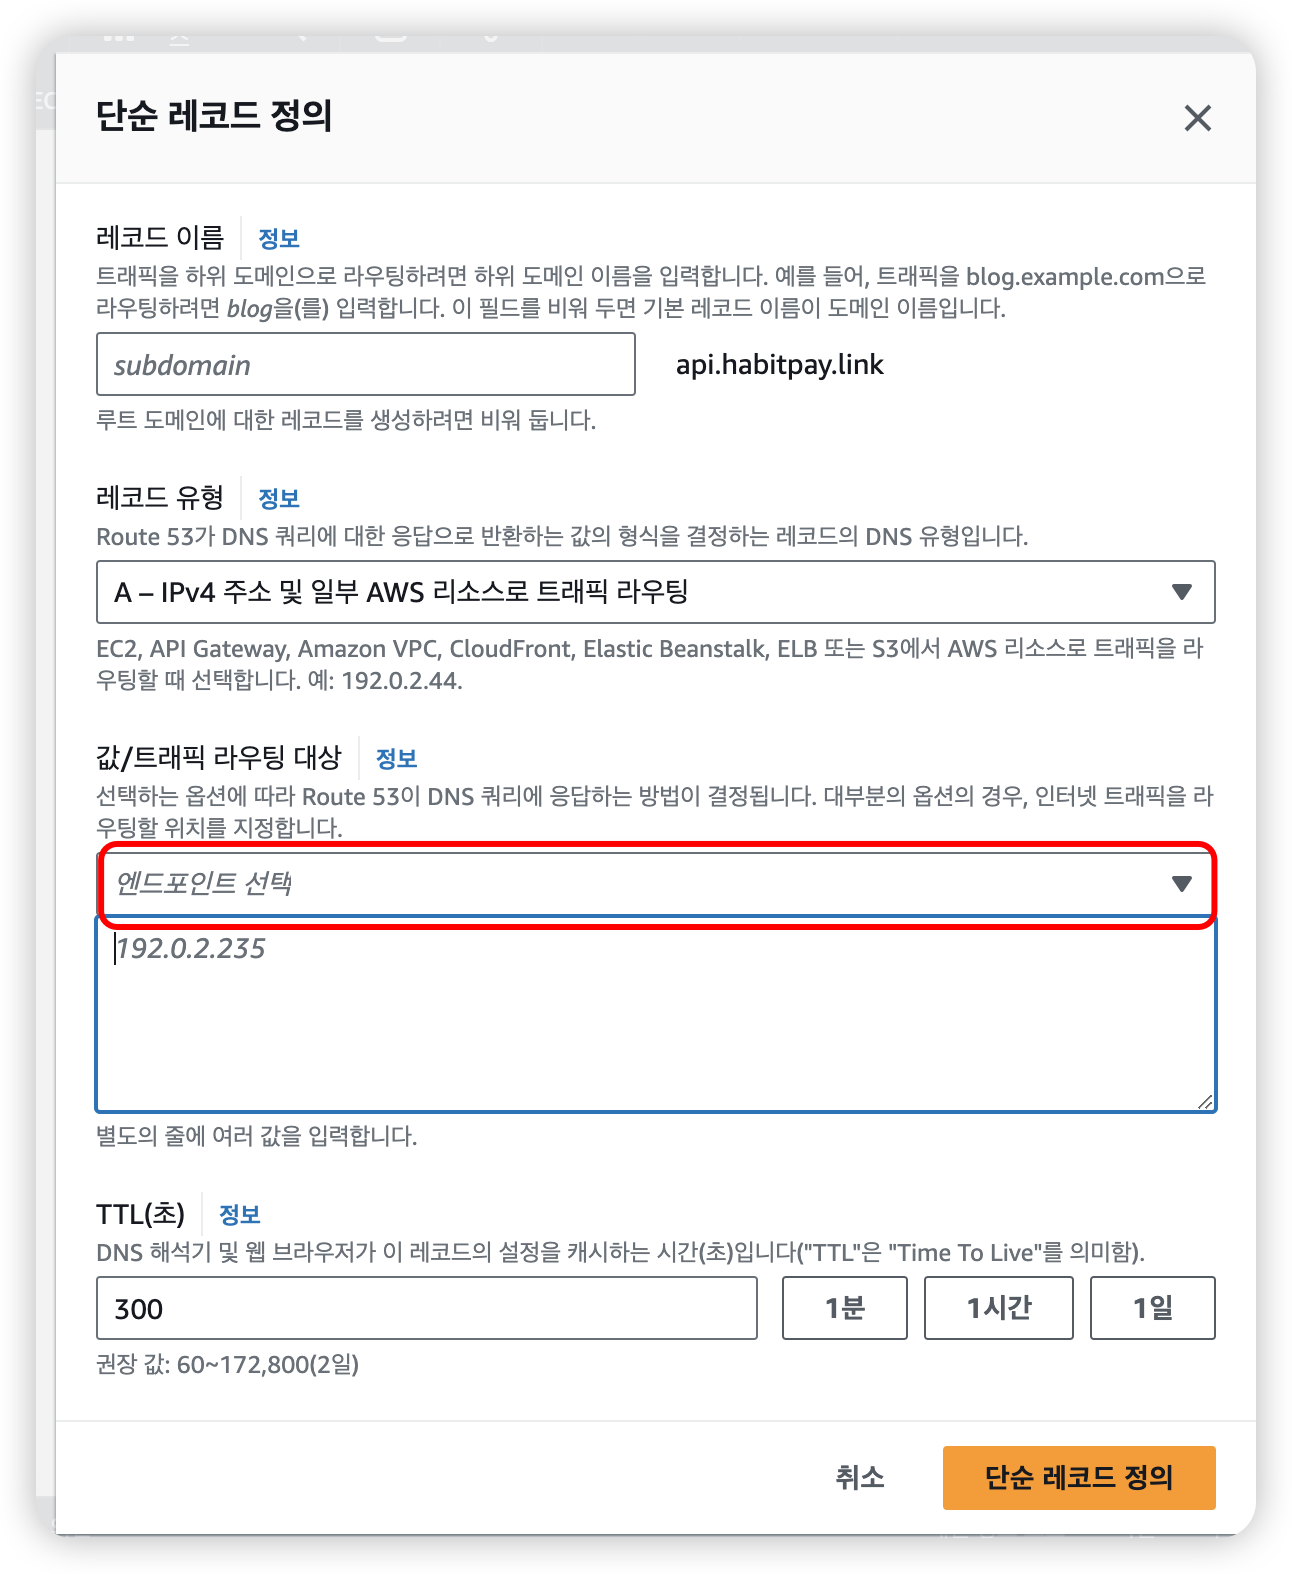 단순 레코드 정의
레코드 이름 정보
트래픽을 하위 도메인으로 라우팅하려면 하위 도메인 이름을 입력합니다. 예를 들어, 트래픽을 blog.example.com으로
라우팅하려면 blog을(를) 입력합니다. 이 필드를 비워 두면 기본 레코드 이름이 도메인 이름입니다.
subdomain api.habitpay.link
루트 도메인에 대한 레코드를 생성하려면 비워 둡니다.
레코드 유형 정보
Route 53가 DNS 쿼리에 대한 응답으로 반환하는 값의 형식을 결정하는 레코드의 DNS 유형입니다.
A – IPv4 주소 및 일부 AWS 리소스로 트래픽 라우팅
EC2, API Gateway, Amazon VPC, CloudFront, Elastic Beanstalk, ELB 또는 S3에서 AWS 리소스로 트래픽을 라
우팅할 때 선택합니다. 예: 192.0.2.44.
값/트래픽 라우팅 대상 정보
선택하는 옵션에 따라 Route 53이 DNS 쿼리에 응답하는 방법이 결정됩니다. 대부분의 옵션의 경우, 인터넷 트래픽을 라
우팅할 위치를 지정합니다.
엔드포인트 선택
192.0.2.235
별도의 줄에 여러 값을 입력합니다.
TTL(초) 정보
DNS 해석기 및 웹 브라우저가 이 레코드의 설정을 캐시하는 시간(초)입니다("TTL"은 "Time To Live"를 의미함).
300 1분 1시간 1일
권장 값: 60~172,800(2일)
취소 단순 레코드 정의